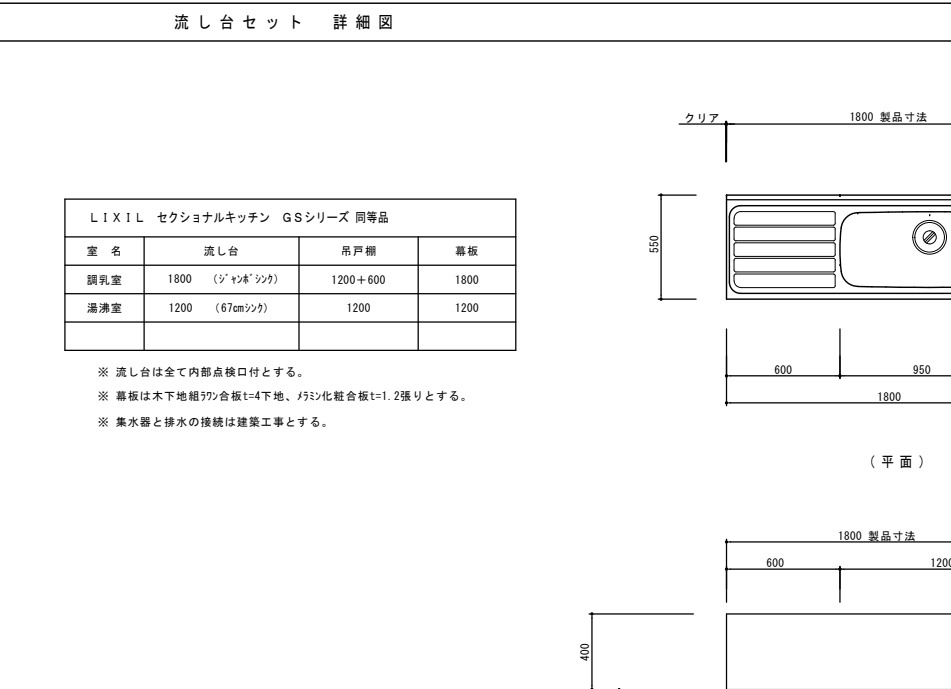 流し台セット 詳細図
クリア 1800 製品寸法
LIXIL セクショナルキッチン GSシリーズ 同等品
室 名 流し台 吊戸棚 幕板
調乳室 1800 (ｼﾞｬﾝﾎﾞｼﾝｸ) 1200+600 1800
湯沸室 1200 (67cmｼﾝｸ) 1200 1200
550
※ 流し台は全て内部点検口付とする。
※ 幕板は木下地組ﾗﾜﾝ合板t=4下地、ﾒﾗﾐﾝ化粧合板t=1.2張りとする。
※ 集水器と排水の接続は建築工事とする。
600 950
1800
(平面)
1800 製品寸法
600 1200
400